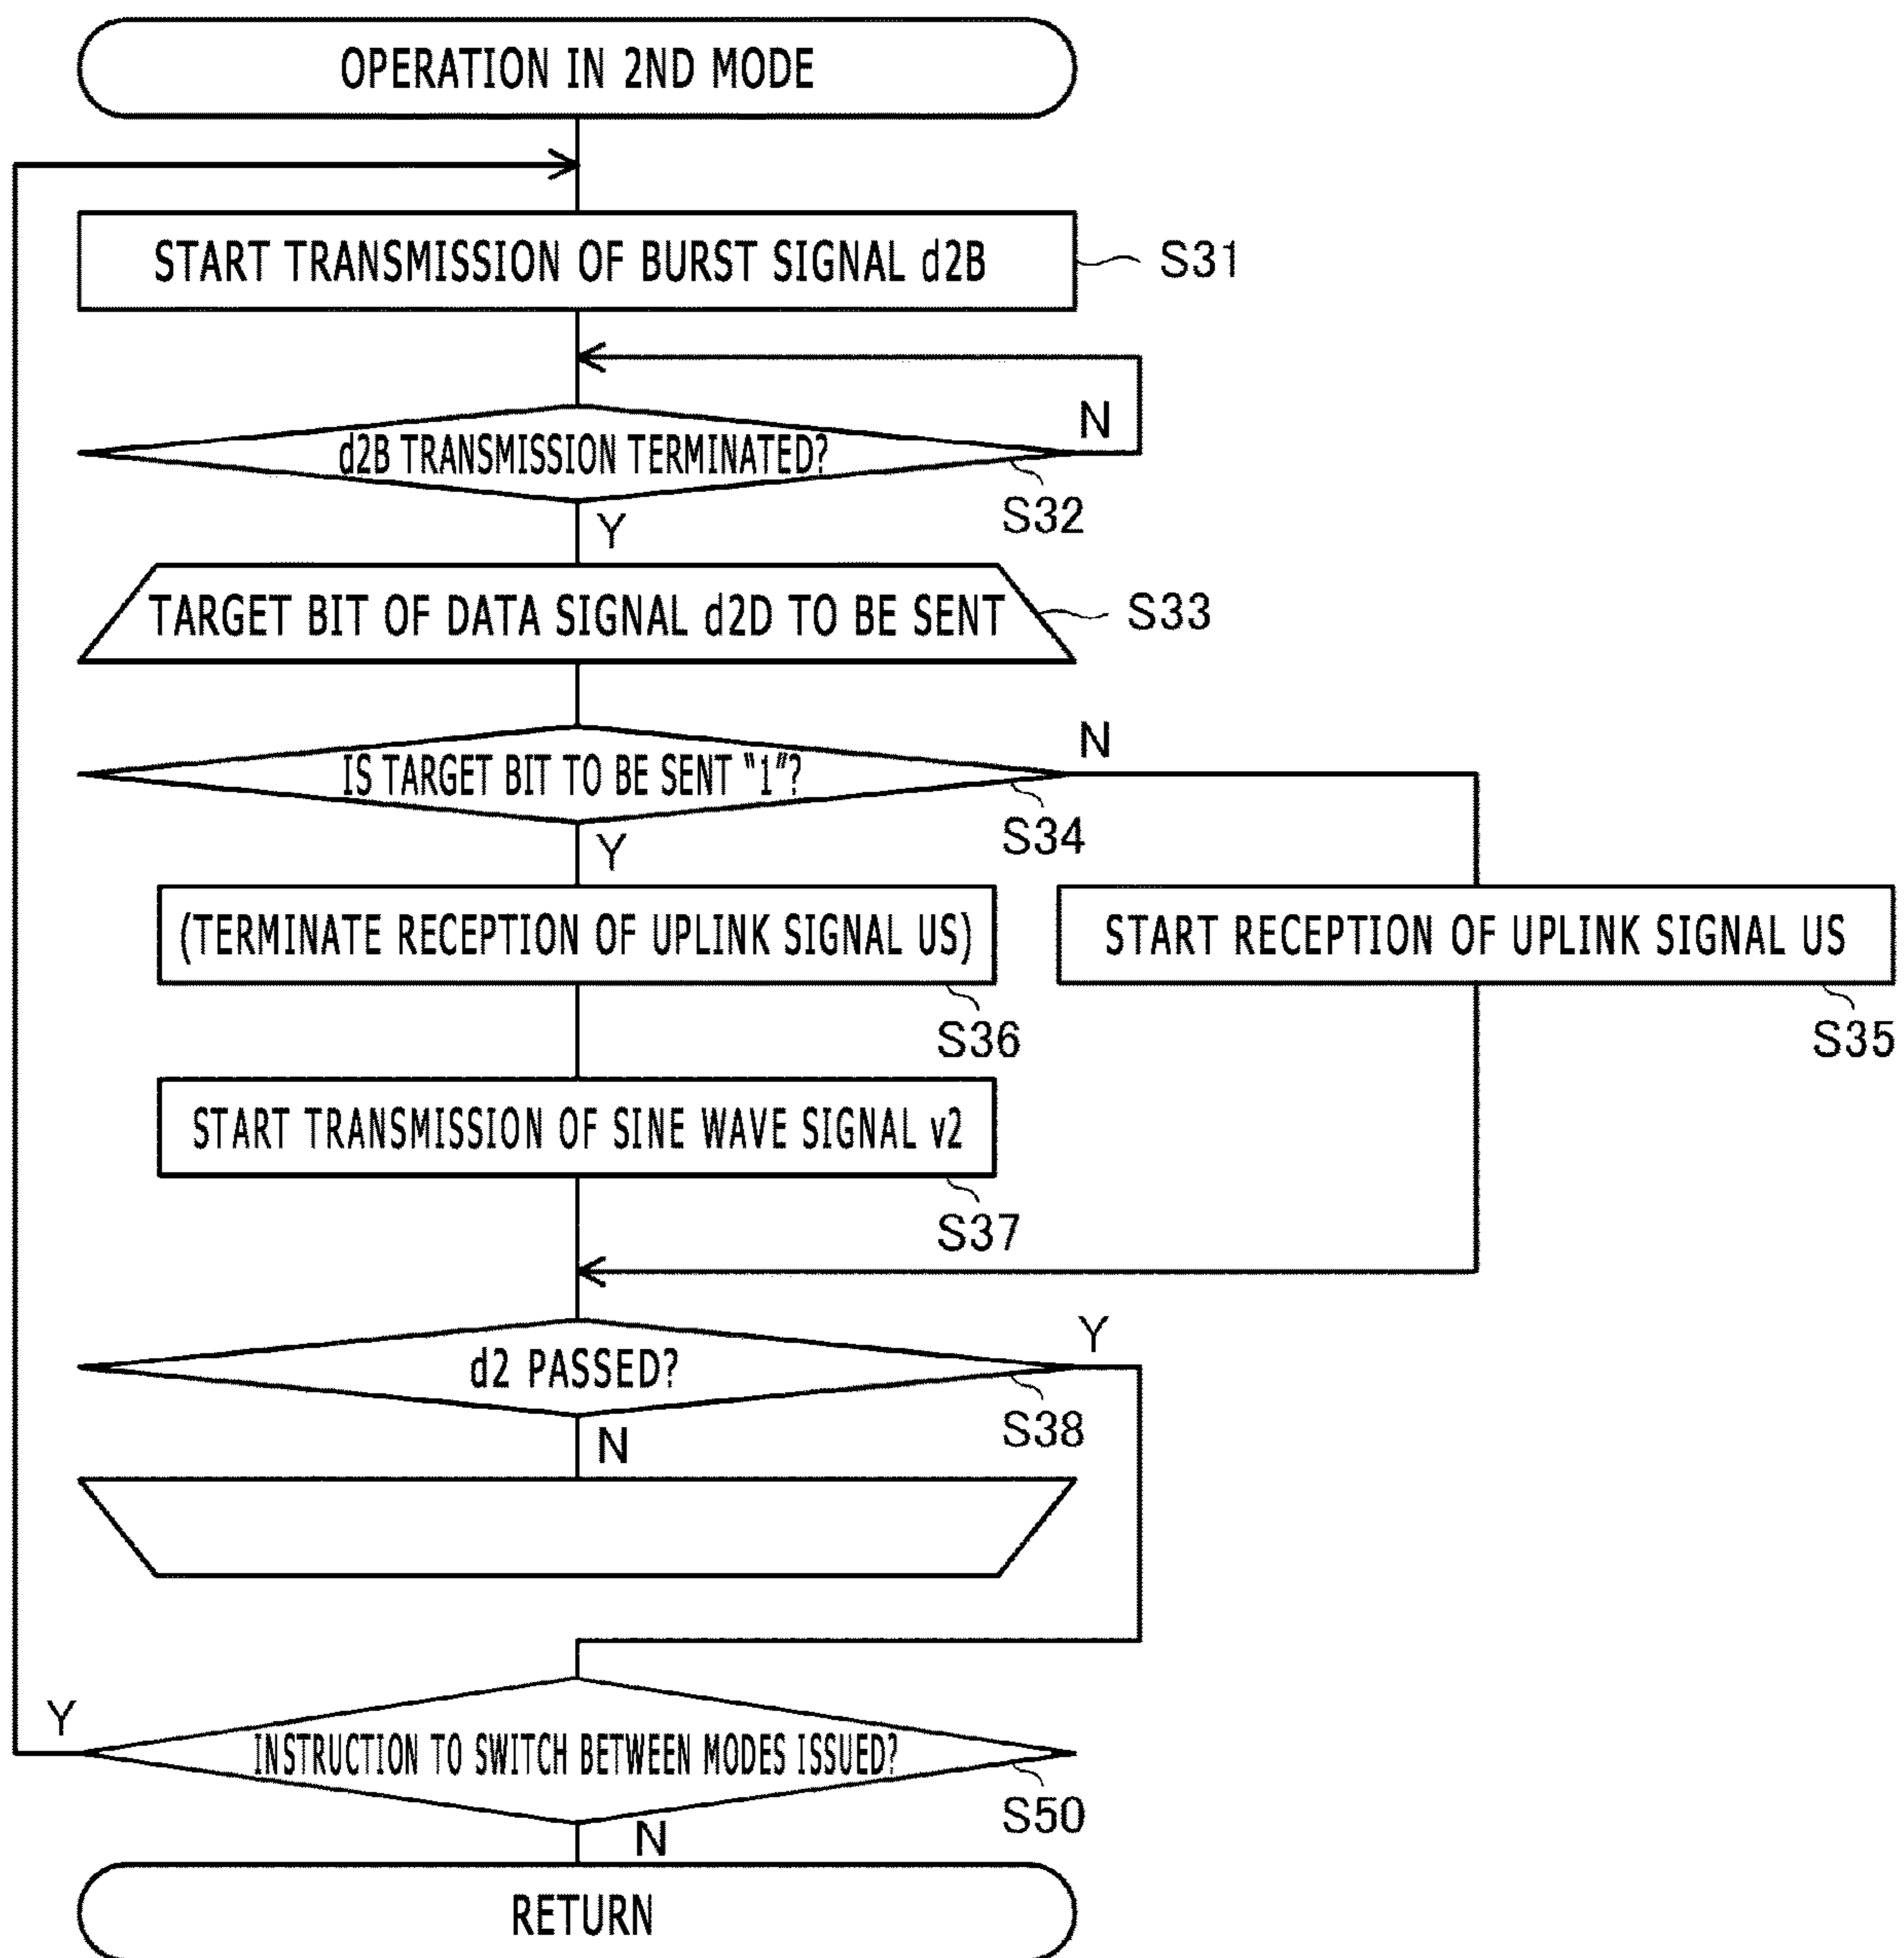 OPERATION IN 2ND MODE
START TRANSMISSION OF BURST SIGNAL d2B
S31
N
d2B TRANSMISSION TERMINATED?
S32
Y
TARGET BIT OF DATA SIGNAL d2D TO BE SENT
S33
N
IS TARGET BIT TO BE SENT “1”?
S34
Y
(TERMINATE RECEPTION OF UPLINK SIGNAL US)
START RECEPTION OF UPLINK SIGNAL US
S36
S35
START TRANSMISSION OF SINE WAVE SIGNAL v2
S37
Y
d2 PASSED?
S38
N
Y
INSTRUCTION TO SWITCH BETWEEN MODES ISSUED?
S50
N
RETURN